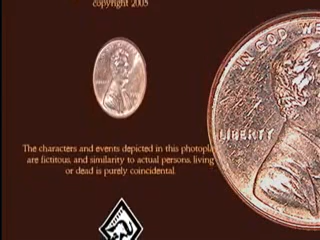 copyright 2005
IN GOD WE
LIBERTY
The characters and events depicted in this photopla
are fictitous, and similarity to actual persons, living
or dead is purely coincidental